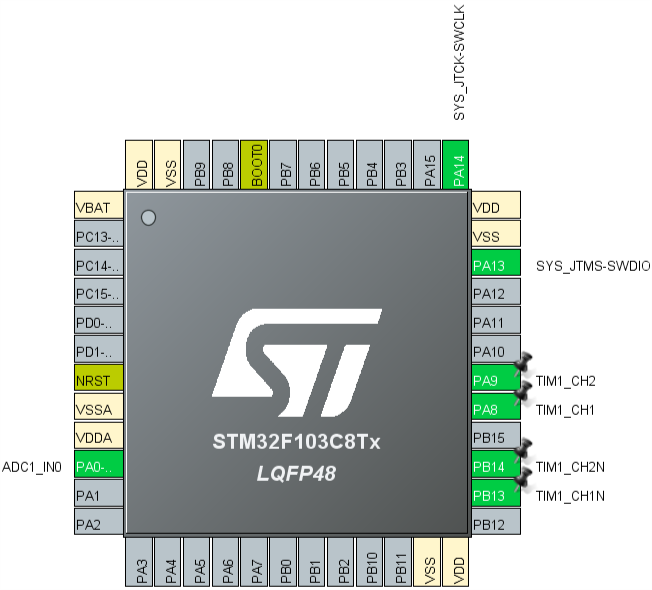 SYS_JTCK-SWCLK
VDD
VSS
PB9
PB8
BOOT0
PB7
PB6
PB5
PB4
PB3
PA15
PA14
VBAT
PC13-..
PC14-..
PC15-..
PD0-..
PD1-..
NRST
VSSA
VDDA
ADC1_IN0 PA0-..
PA1
PA2
ST
STM32F103C8Tx
LQFP48
VDD
VSS
PA13 SYS_JTMS-SWDIO
PA12
PA11
PA10
PA9 TIM1_CH2
PA8 TIM1_CH1
PB15
PB14 TIM1_CH2N
PB13 TIM1_CH1N
PB12
PA3
PA4
PA5
PA6
PA7
PB0
PB1
PB2
PB10
PB11
VSS
VDD